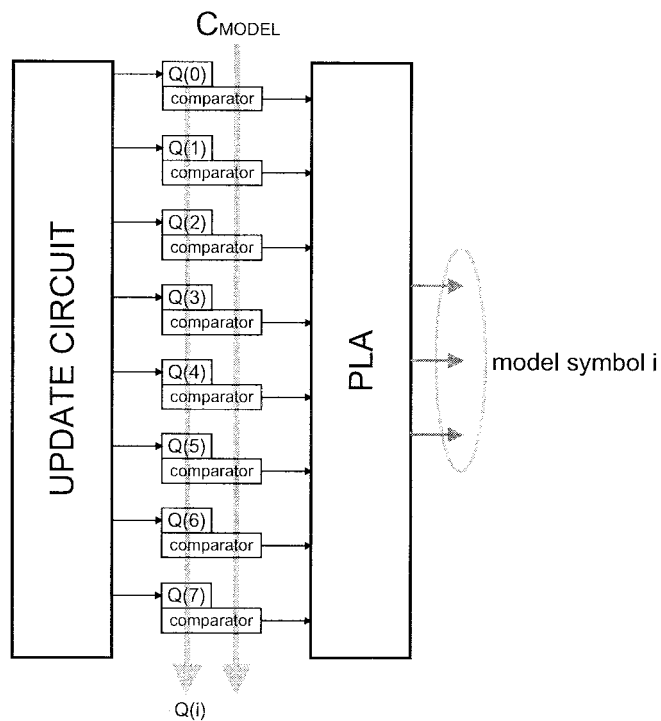 CMODEL
UPDATE CIRCUIT
Q(0)
comparator
Q(1)
comparator
Q(2)
comparator
Q(3)
comparator
Q(4)
comparator
Q(5)
comparator
Q(6)
comparator
Q(7)
comparator
Q(i)
PLA
model symbol i